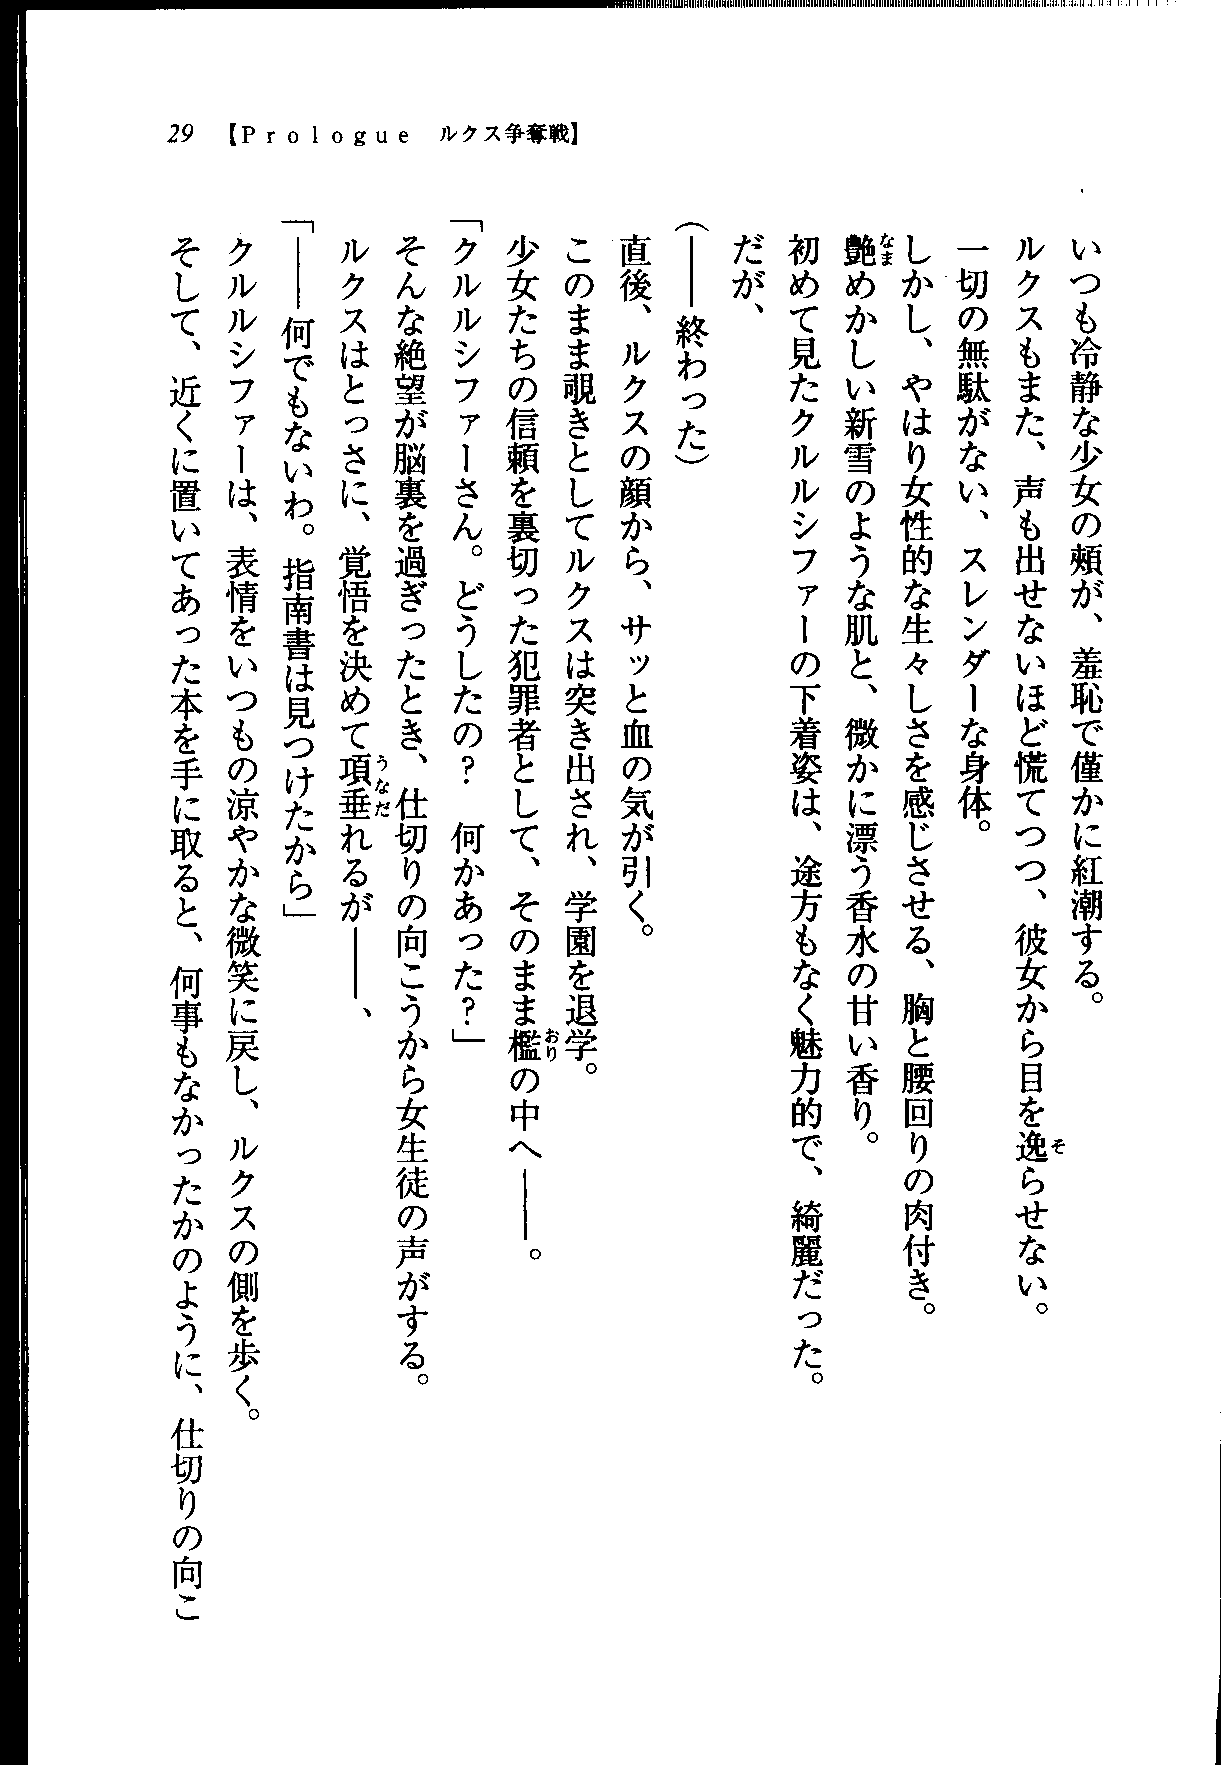 29 【Prologue ルクス争奪戦】
いつも冷静な少女の頰が、羞恥で僅かに紅潮する。
ルクスもまた、声も出せないほど慌てつつ、彼女から目を逸らせない。
一切の無駄がない、スレンダーな身体。
しかし、やはり女性的な生々しさを感じさせる、胸と腰回りの肉付き。
艶めかしい新雪のような肌と、微かに漂う香水の甘い香り。
初めて見たクルルシファーの下着姿は、途方もなく魅力的で、綺麗だった。
だが、
(――終わった)
直後、ルクスの顔から、サッと血の気が引く。
このまま覗きとしてルクスは突き出され、学園を退学。
少女たちの信頼を裏切った犯罪者として、そのまま檻の中へ――。
「クルルシファーさん。どうしたの? 何かあった?」
そんな絶望が脳裏を過ぎったとき、仕切りの向こうから女生徒の声がする。
ルクスはとっさに、覚悟を決めて項垂れるが――、
「――何でもないわ。指南書は見つけたから」
クルルシファーは、表情をいつもの涼やかな微笑に戻し、ルクスの側を歩く。
そして、近くに置いてあった本を手に取ると、何事もなかったかのように、仕切りの向こ